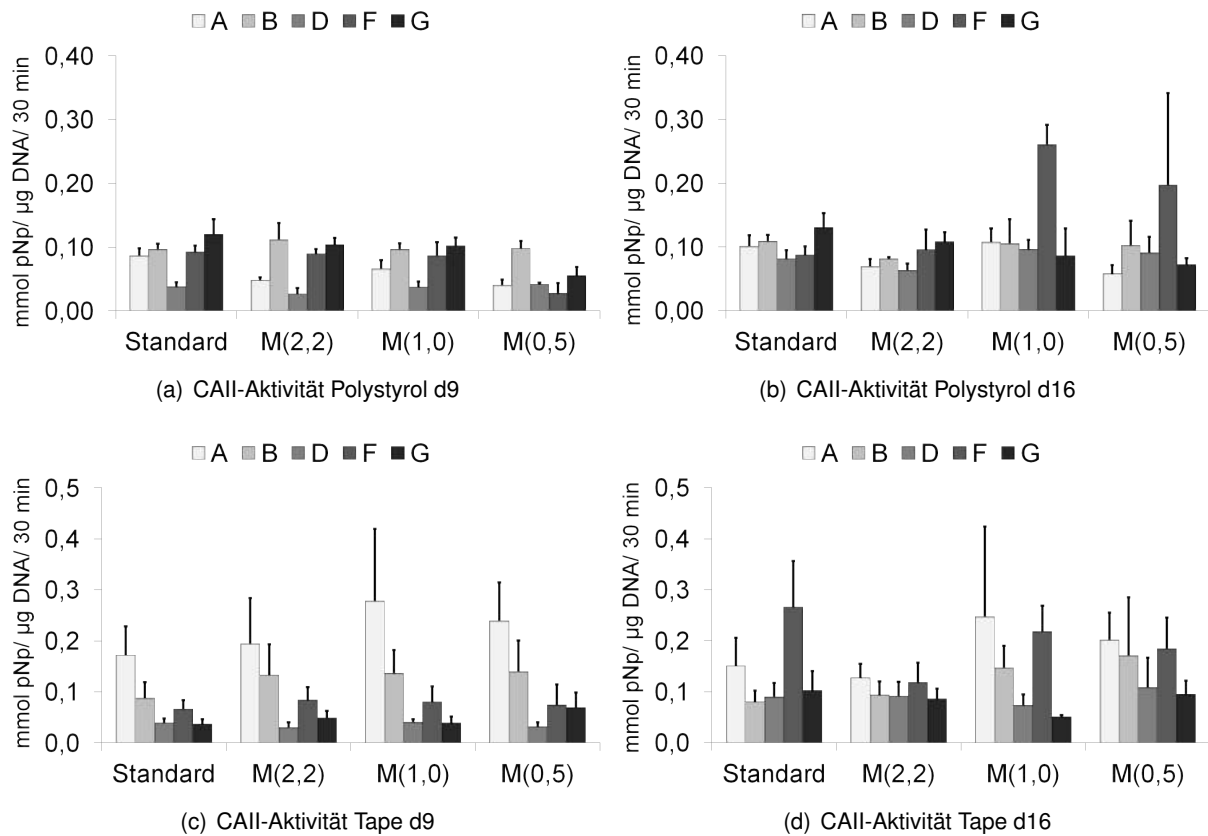 A B D F G
mmol pNp/ µg DNA/ 30 min
0,40
0,30
0,20
0,10
0,00
Standard M(2,2) M(1,0) M(0,5)
(a) CAII-Aktivität Polystyrol d9
A B D F G
mmol pNp/ µg DNA/ 30 min
0,40
0,30
0,20
0,10
0,00
Standard M(2,2) M(1,0) M(0,5)
(b) CAII-Aktivität Polystyrol d16
A B D F G
mmol pNp/ µg DNA/ 30 min
0,5
0,4
0,3
0,2
0,1
0,0
Standard M(2,2) M(1,0) M(0,5)
(c) CAII-Aktivität Tape d9
A B D F G
mmol pNp/ µg DNA/ 30 min
0,5
0,4
0,3
0,2
0,1
0,0
Standard M(2,2) M(1,0) M(0,5)
(d) CAII-Aktivität Tape d16